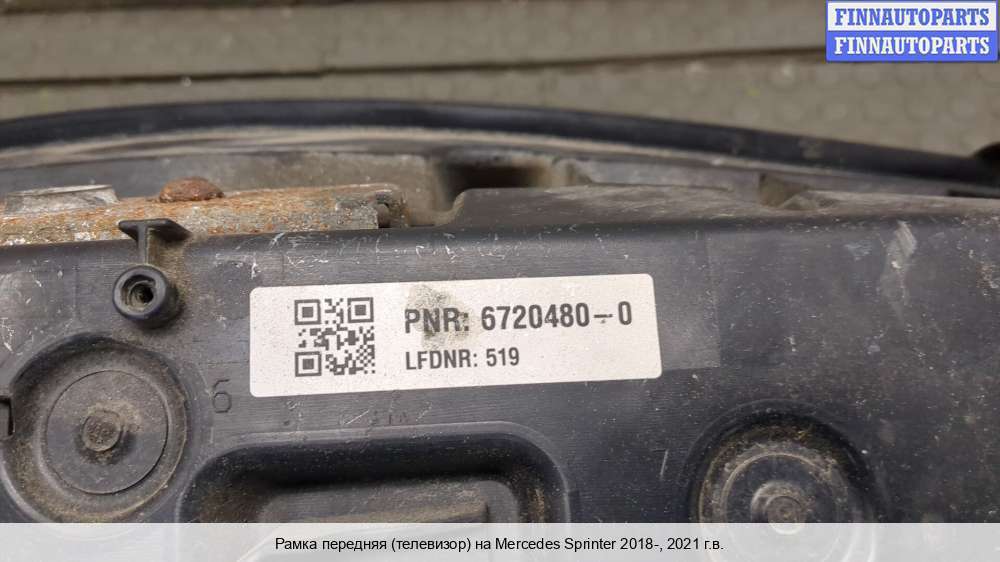 FINNAUTOPARTS
FINNAUTOPARTS
PNR: 6720480-0
LFDNR: 519
6
Рамка передняя (телевизор) на Mercedes Sprinter 2018-, 2021 г.в.